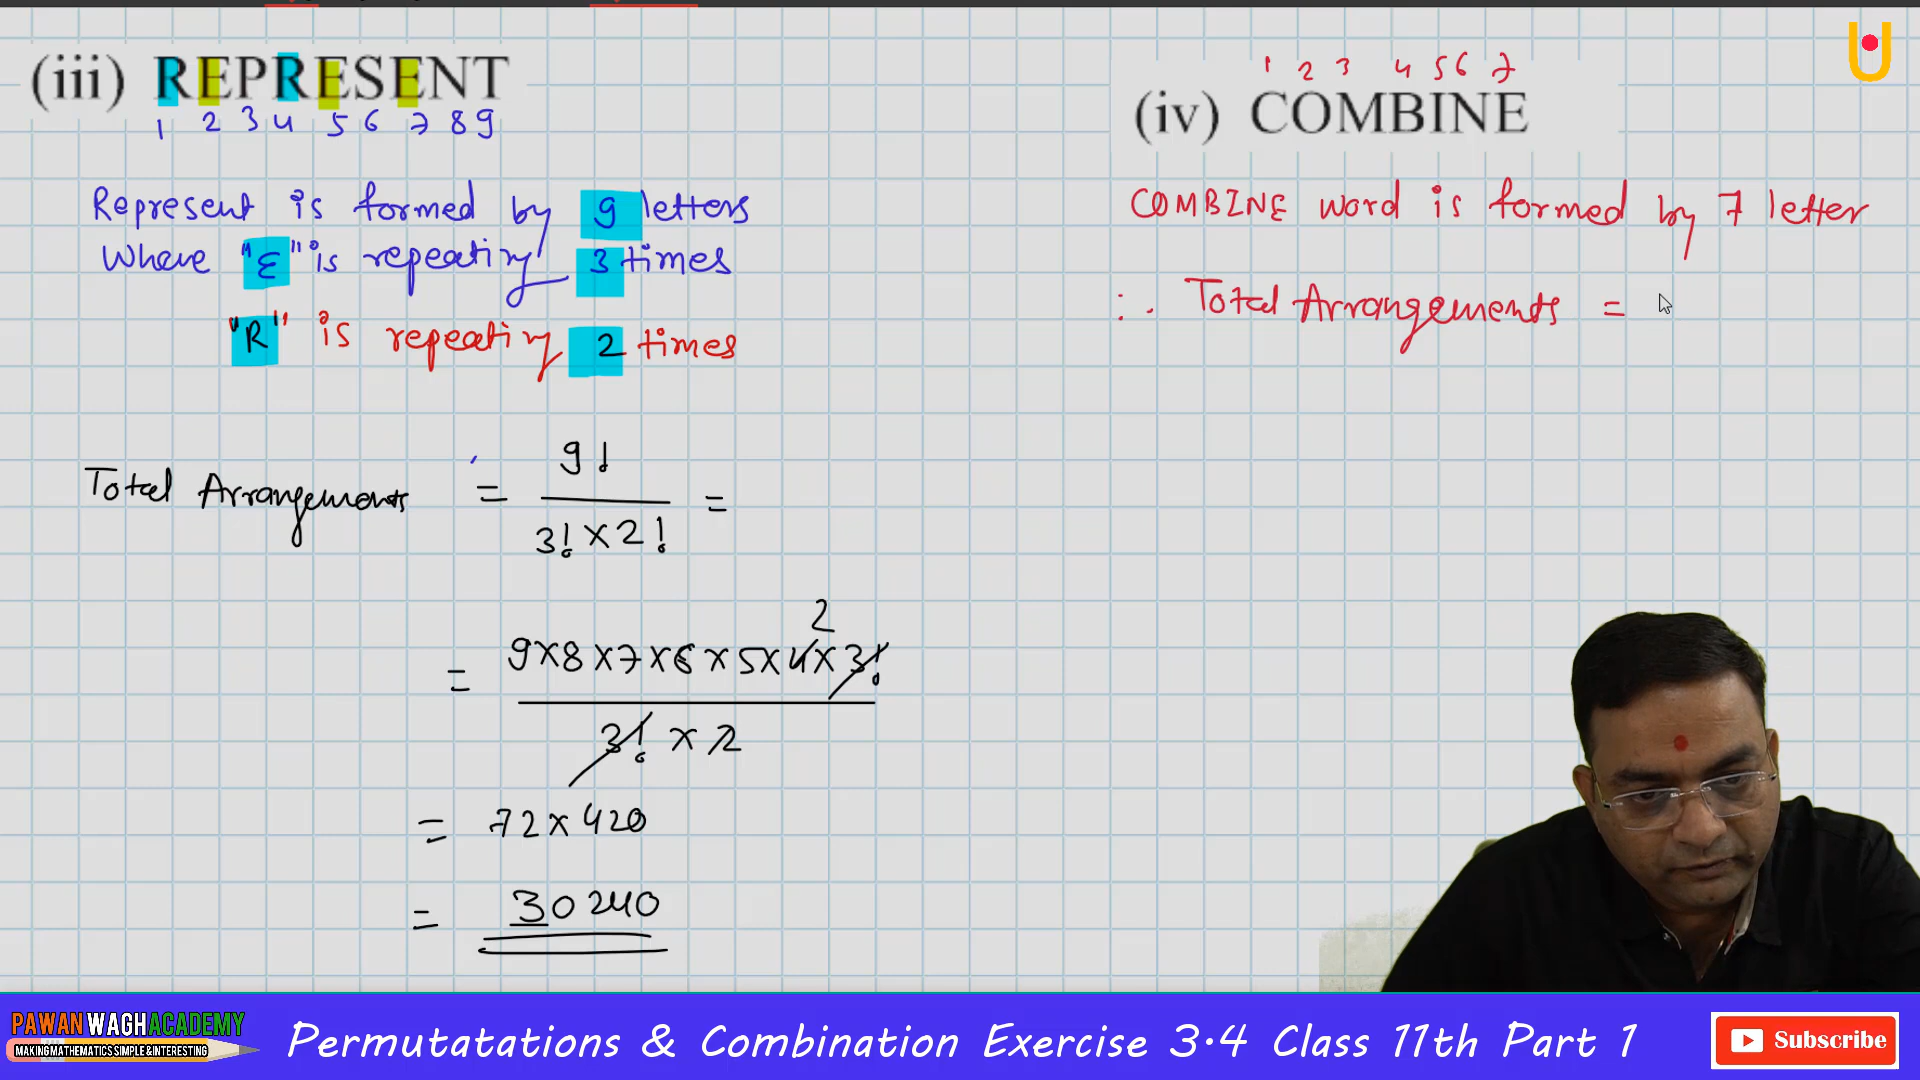 (iii) REPRESENT
1 2 3 4 5 6 7 8 9
Represent is formed by 9 letters
Where "E" is repeating 3 times
"R" is repeating 2 times
Total Arrangements = 9! / 3! × 2! =
= 9×8×7×6×5×4×3! / 3! × 2
2
= 72 × 420
= 30240
1 2 3 4 5 6 7
(iv) COMBINE
COMBINE word is formed by 7 letter
∴ Total Arrangements =
PAWAN WAGH ACADEMY
MAKING MATHEMATICS SIMPLE & INTERESTING
Permutatations & Combination Exercise 3.4 Class 11th Part 1
Subscribe